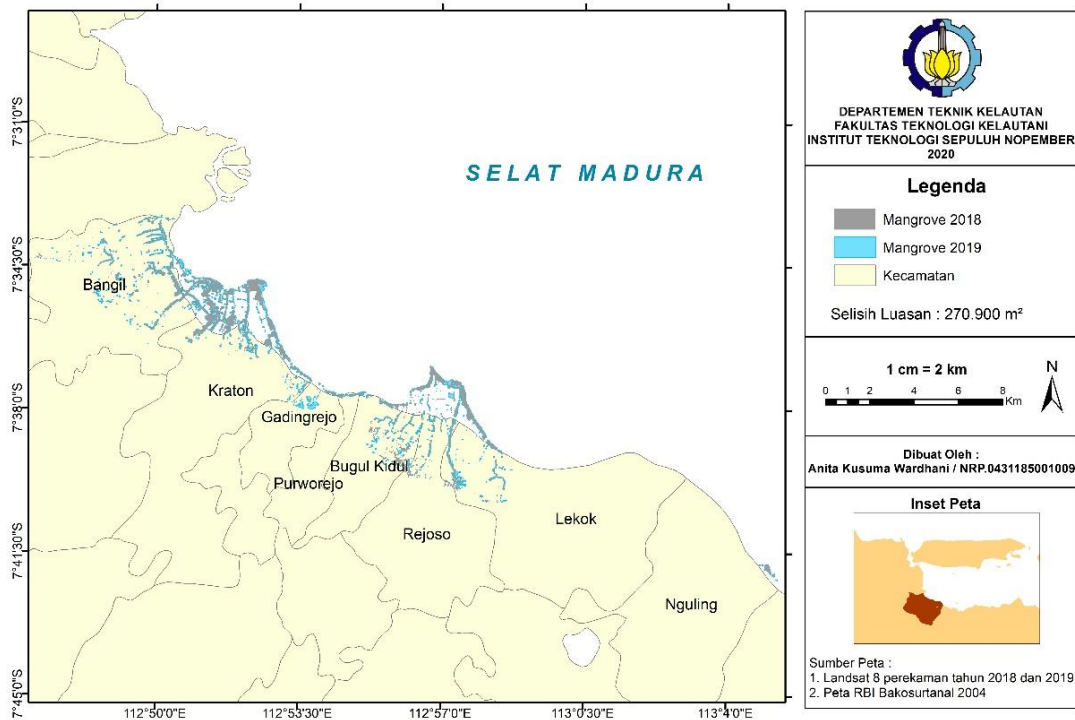 7°31'0"S
7°34'30"S
7°38'0"S
7°41'30"S
7°45'0"S
SELAT MADURA
Bangil
Kraton
Gadingrejo
Bugul Kidul
Purworejo
Rejoso
Lekok
Nguling
112°50'0"E
112°53'30"E
112°57'0"E
113°0'30"E
113°4'0"E
DEPARTEMEN TEKNIK KELAUTAN
FAKULTAS TEKNOLOGI KELAUTANI
INSTITUT TEKNOLOGI SEPULUH NOPEMBER
2020
Legenda
Mangrove 2018
Mangrove 2019
Kecamatan
Selisih Luasan : 270.900 m²
1 cm = 2 km
N
0 1 2 4 6 8
Km
Dibuat Oleh :
Anita Kusuma Wardhani / NRP.0431185001009
Inset Peta
Sumber Peta :
1. Landsat 8 perekaman tahun 2018 dan 2019
2. Peta RBI Bakosurtanal 2004